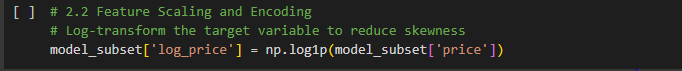 [ ] # 2.2 Feature Scaling and Encoding
# Log-transform the target variable to reduce skewness
model_subset['log_price'] = np.log1p(model_subset['price'])